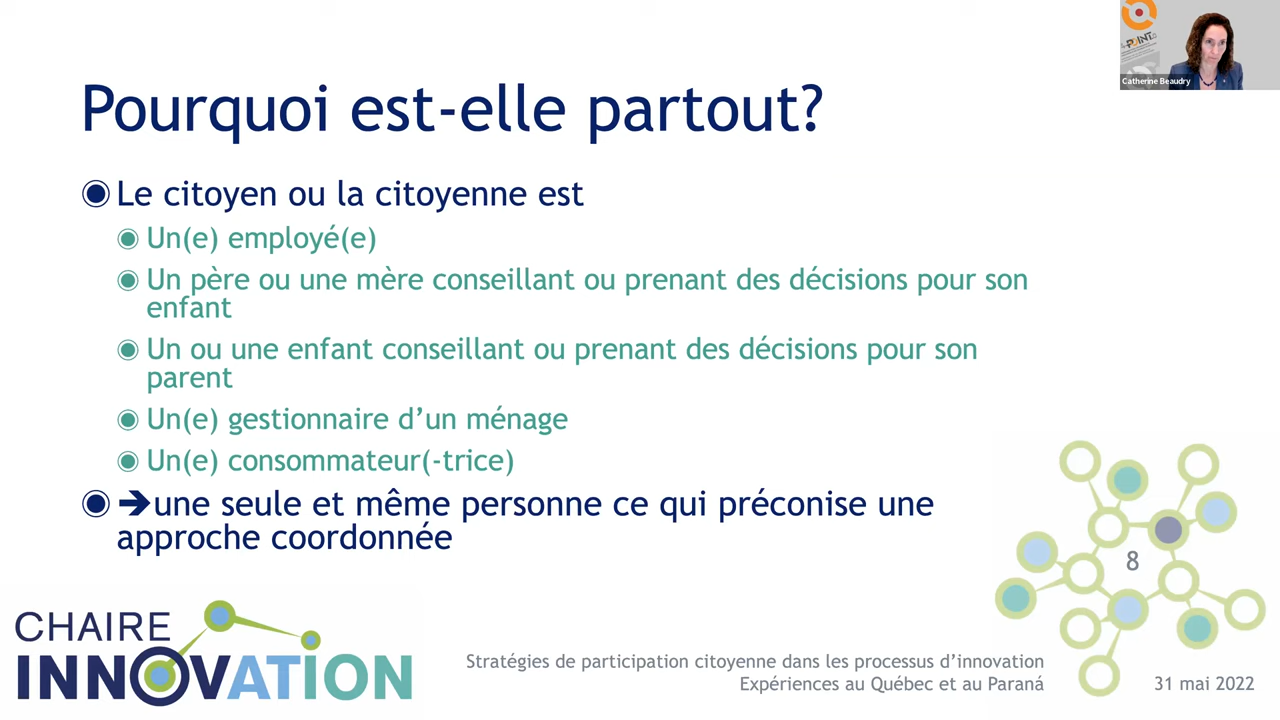 Pourquoi est-elle partout?
Le citoyen ou la citoyenne est
Un(e) employé(e)
Un père ou une mère conseillant ou prenant des décisions pour son
enfant
Un ou une enfant conseillant ou prenant des décisions pour son
parent
Un(e) gestionnaire d’un ménage
Un(e) consommateur(-trice)
➔une seule et même personne ce qui préconise une
approche coordonnée
8
CHAIRE
INNOVATION
Stratégies de participation citoyenne dans les processus d’innovation
Expériences au Québec et au Paraná
31 mai 2022
Catherine Beaudry